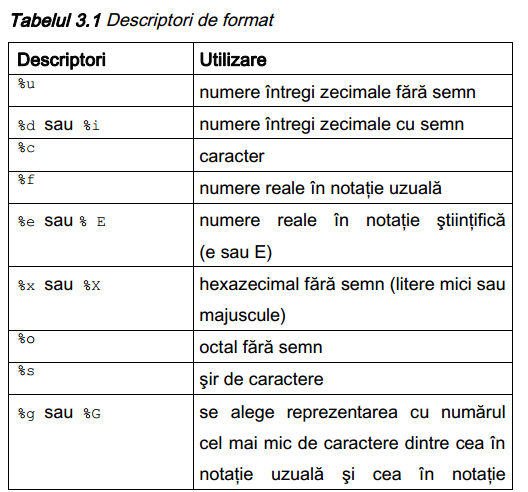 Tabelul 3.1 Descriptori de format
Descriptori Utilizare
%u numere întregi zecimale fără semn
%d sau %i numere întregi zecimale cu semn
%c caracter
%f numere reale în notaţie uzuală
%e sau % E numere reale în notaţie ştiinţifică
(e sau E)
%x sau %X hexazecimal fără semn (litere mici sau
majuscule)
%o octal fără semn
%s şir de caractere
%g sau %G se alege reprezentarea cu numărul
cel mai mic de caractere dintre cea în
notaţie uzuală şi cea în notaţie